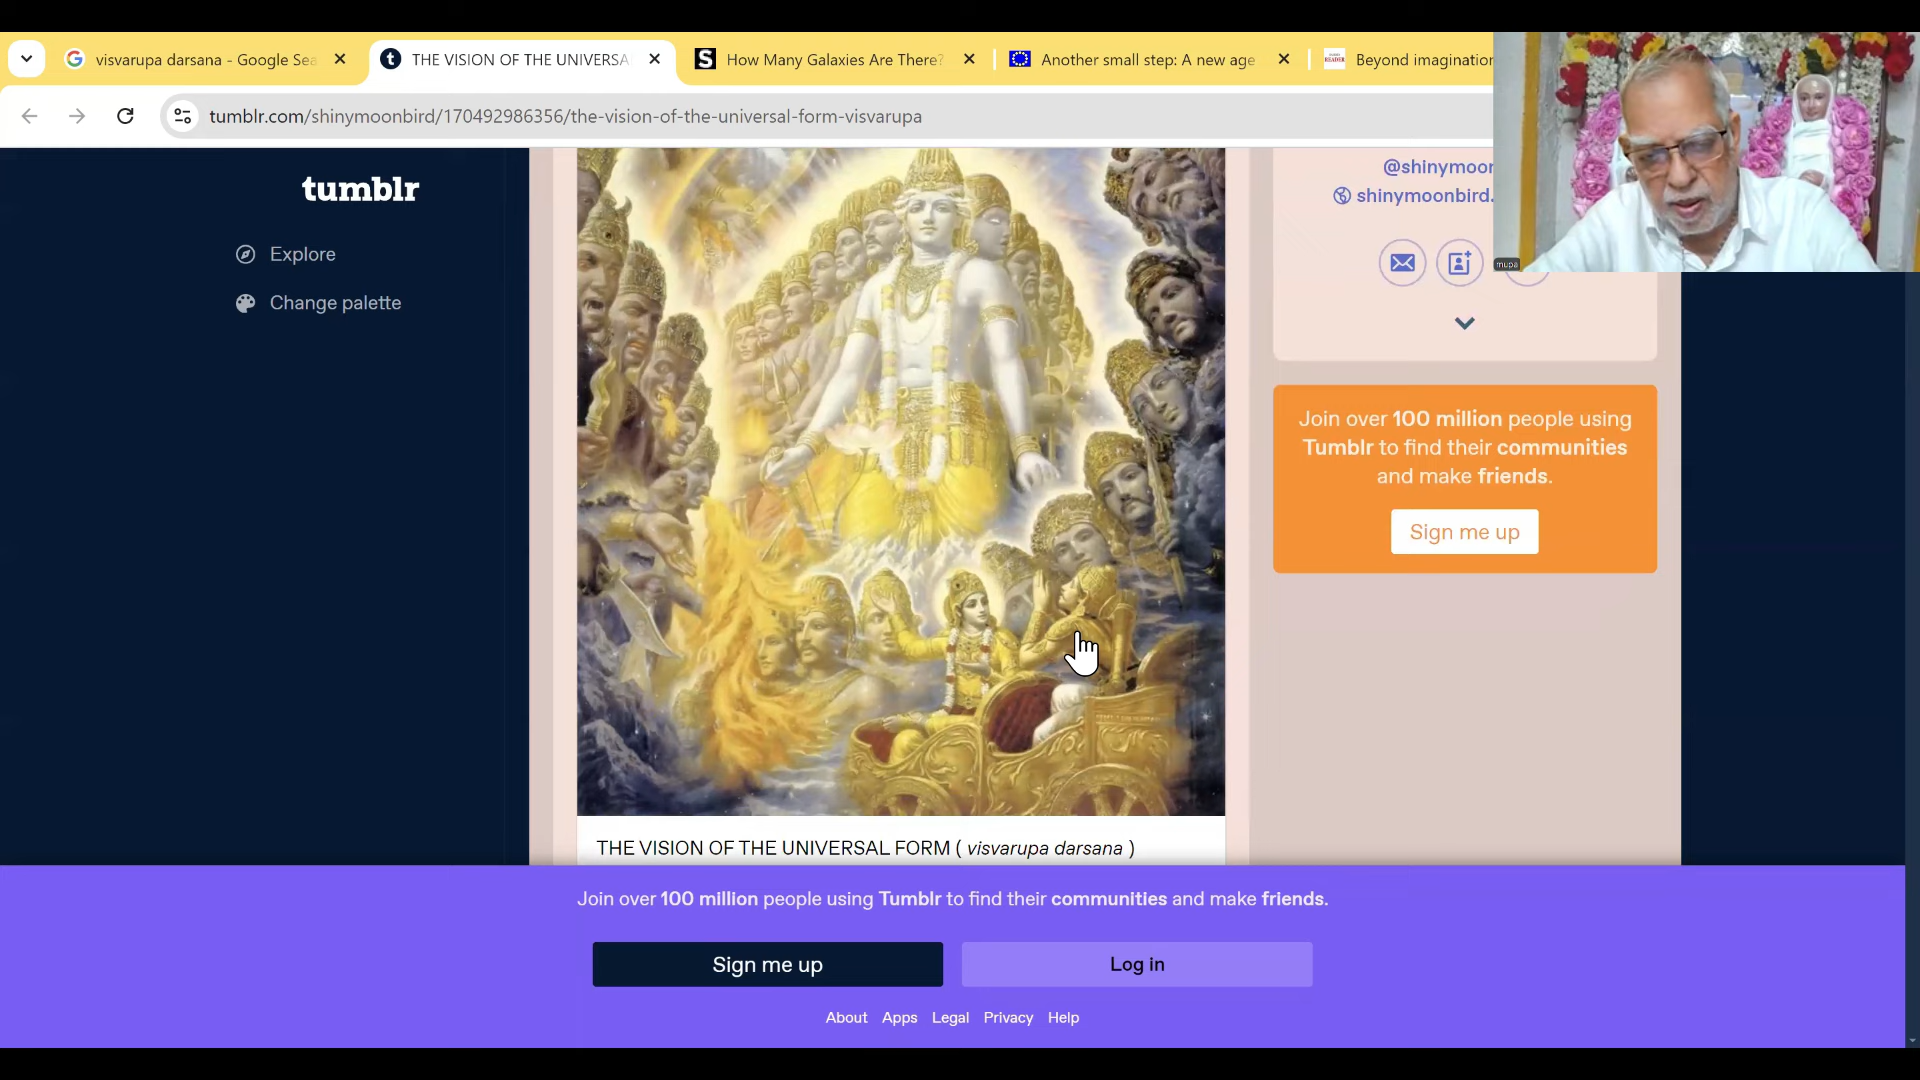 visvarupa darsana - Google Sea
THE VISION OF THE UNIVERSA
How Many Galaxies Are There?
Another small step: A new age
Beyond imagination
tumblr.com/shinymoonbird/170492986356/the-vision-of-the-universal-form-visvarupa
tumblr
Explore
Change palette
@shinymoon
shinymoonbird.
mupa
Join over 100 million people using
Tumblr to find their communities
and make friends.
Sign me up
THE VISION OF THE UNIVERSAL FORM ( visvarupa darsana )
Join over 100 million people using Tumblr to find their communities and make friends.
Sign me up
Log in
About Apps Legal Privacy Help